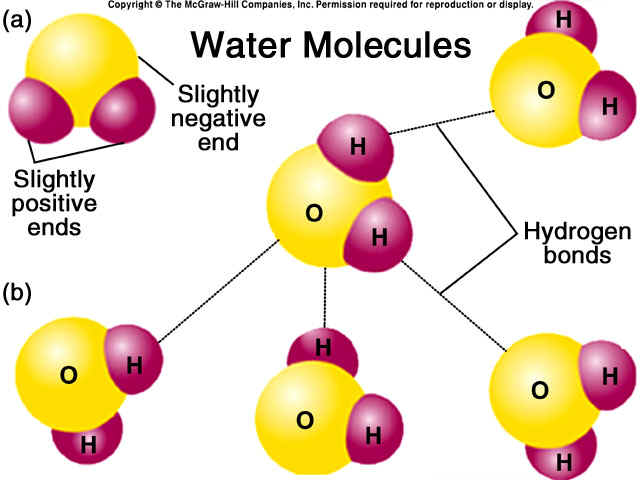 Copyright © The McGraw-Hill Companies, Inc. Permission required for reproduction or display.
(a)
Water Molecules
Slightly
negative
end
Slightly
positive
ends
H
O
H
H
O
H
Hydrogen
bonds
(b)
O
H
H
H
O
H
O
H
H